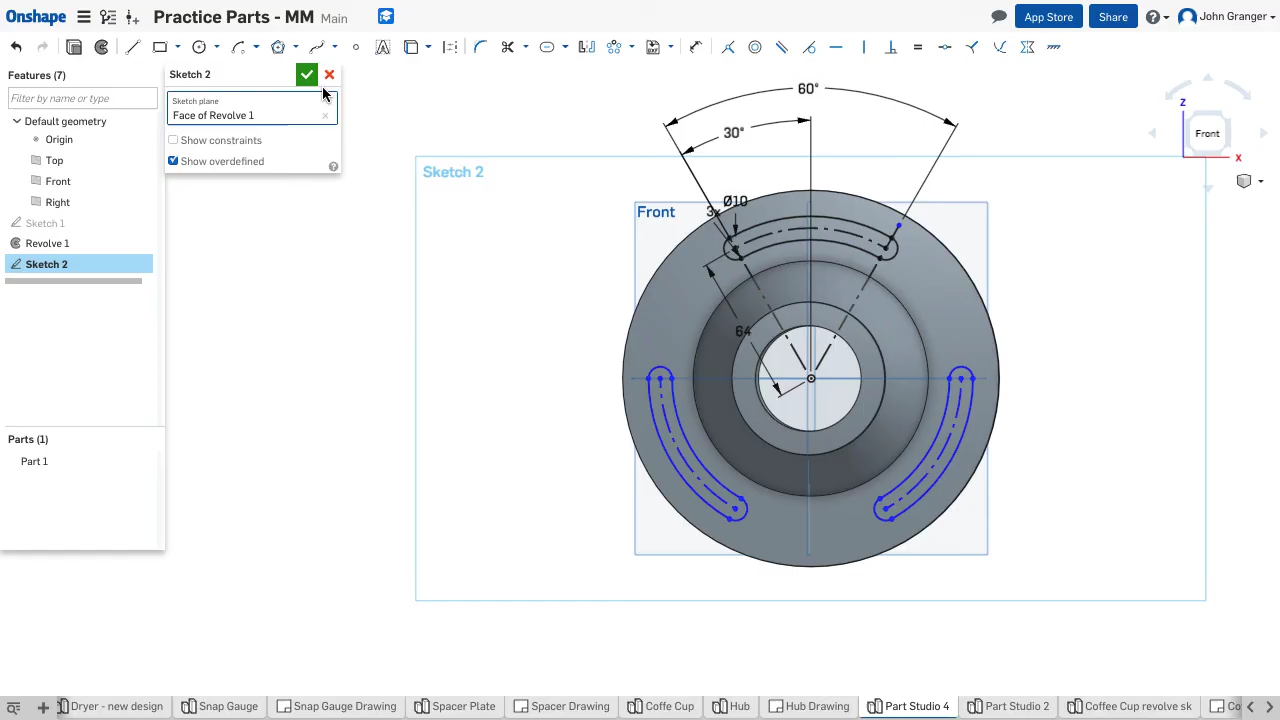 Onshape
Practice Parts - MM Main
App Store
Share
John Granger
Features (7)
Filter by name or type
Default geometry
Origin
Top
Front
Right
Sketch 1
Revolve 1
Sketch 2
Parts (1)
Part 1
Sketch 2
Sketch plane
Face of Revolve 1
Show constraints
Show overdefined
Sketch 2
Front
60°
30°
3x Ø10
64
Z
Front
X
Dryer - new design
Snap Gauge
Snap Gauge Drawing
Spacer Plate
Spacer Drawing
Coffe Cup
Hub
Hub Drawing
Part Studio 4
Part Studio 2
Coffee Cup revolve sk
Co